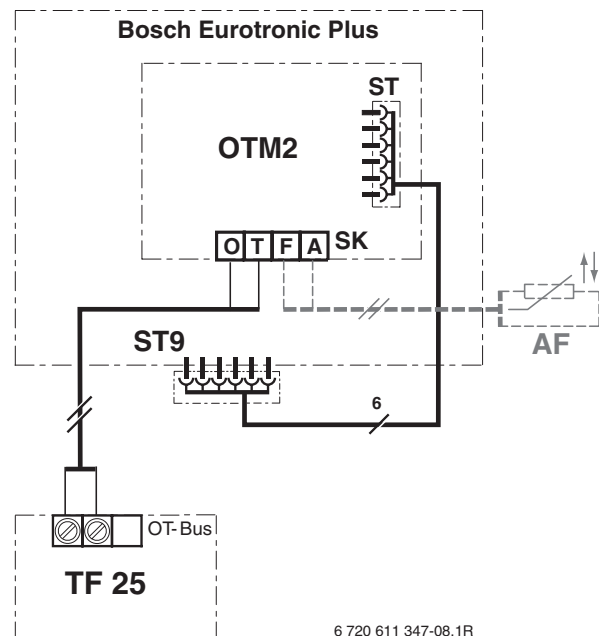 Bosch Eurotronic Plus
ST
OTM2
O T F A SK
ST9
AF
6
OT-Bus
TF 25
6 720 611 347-08.1R